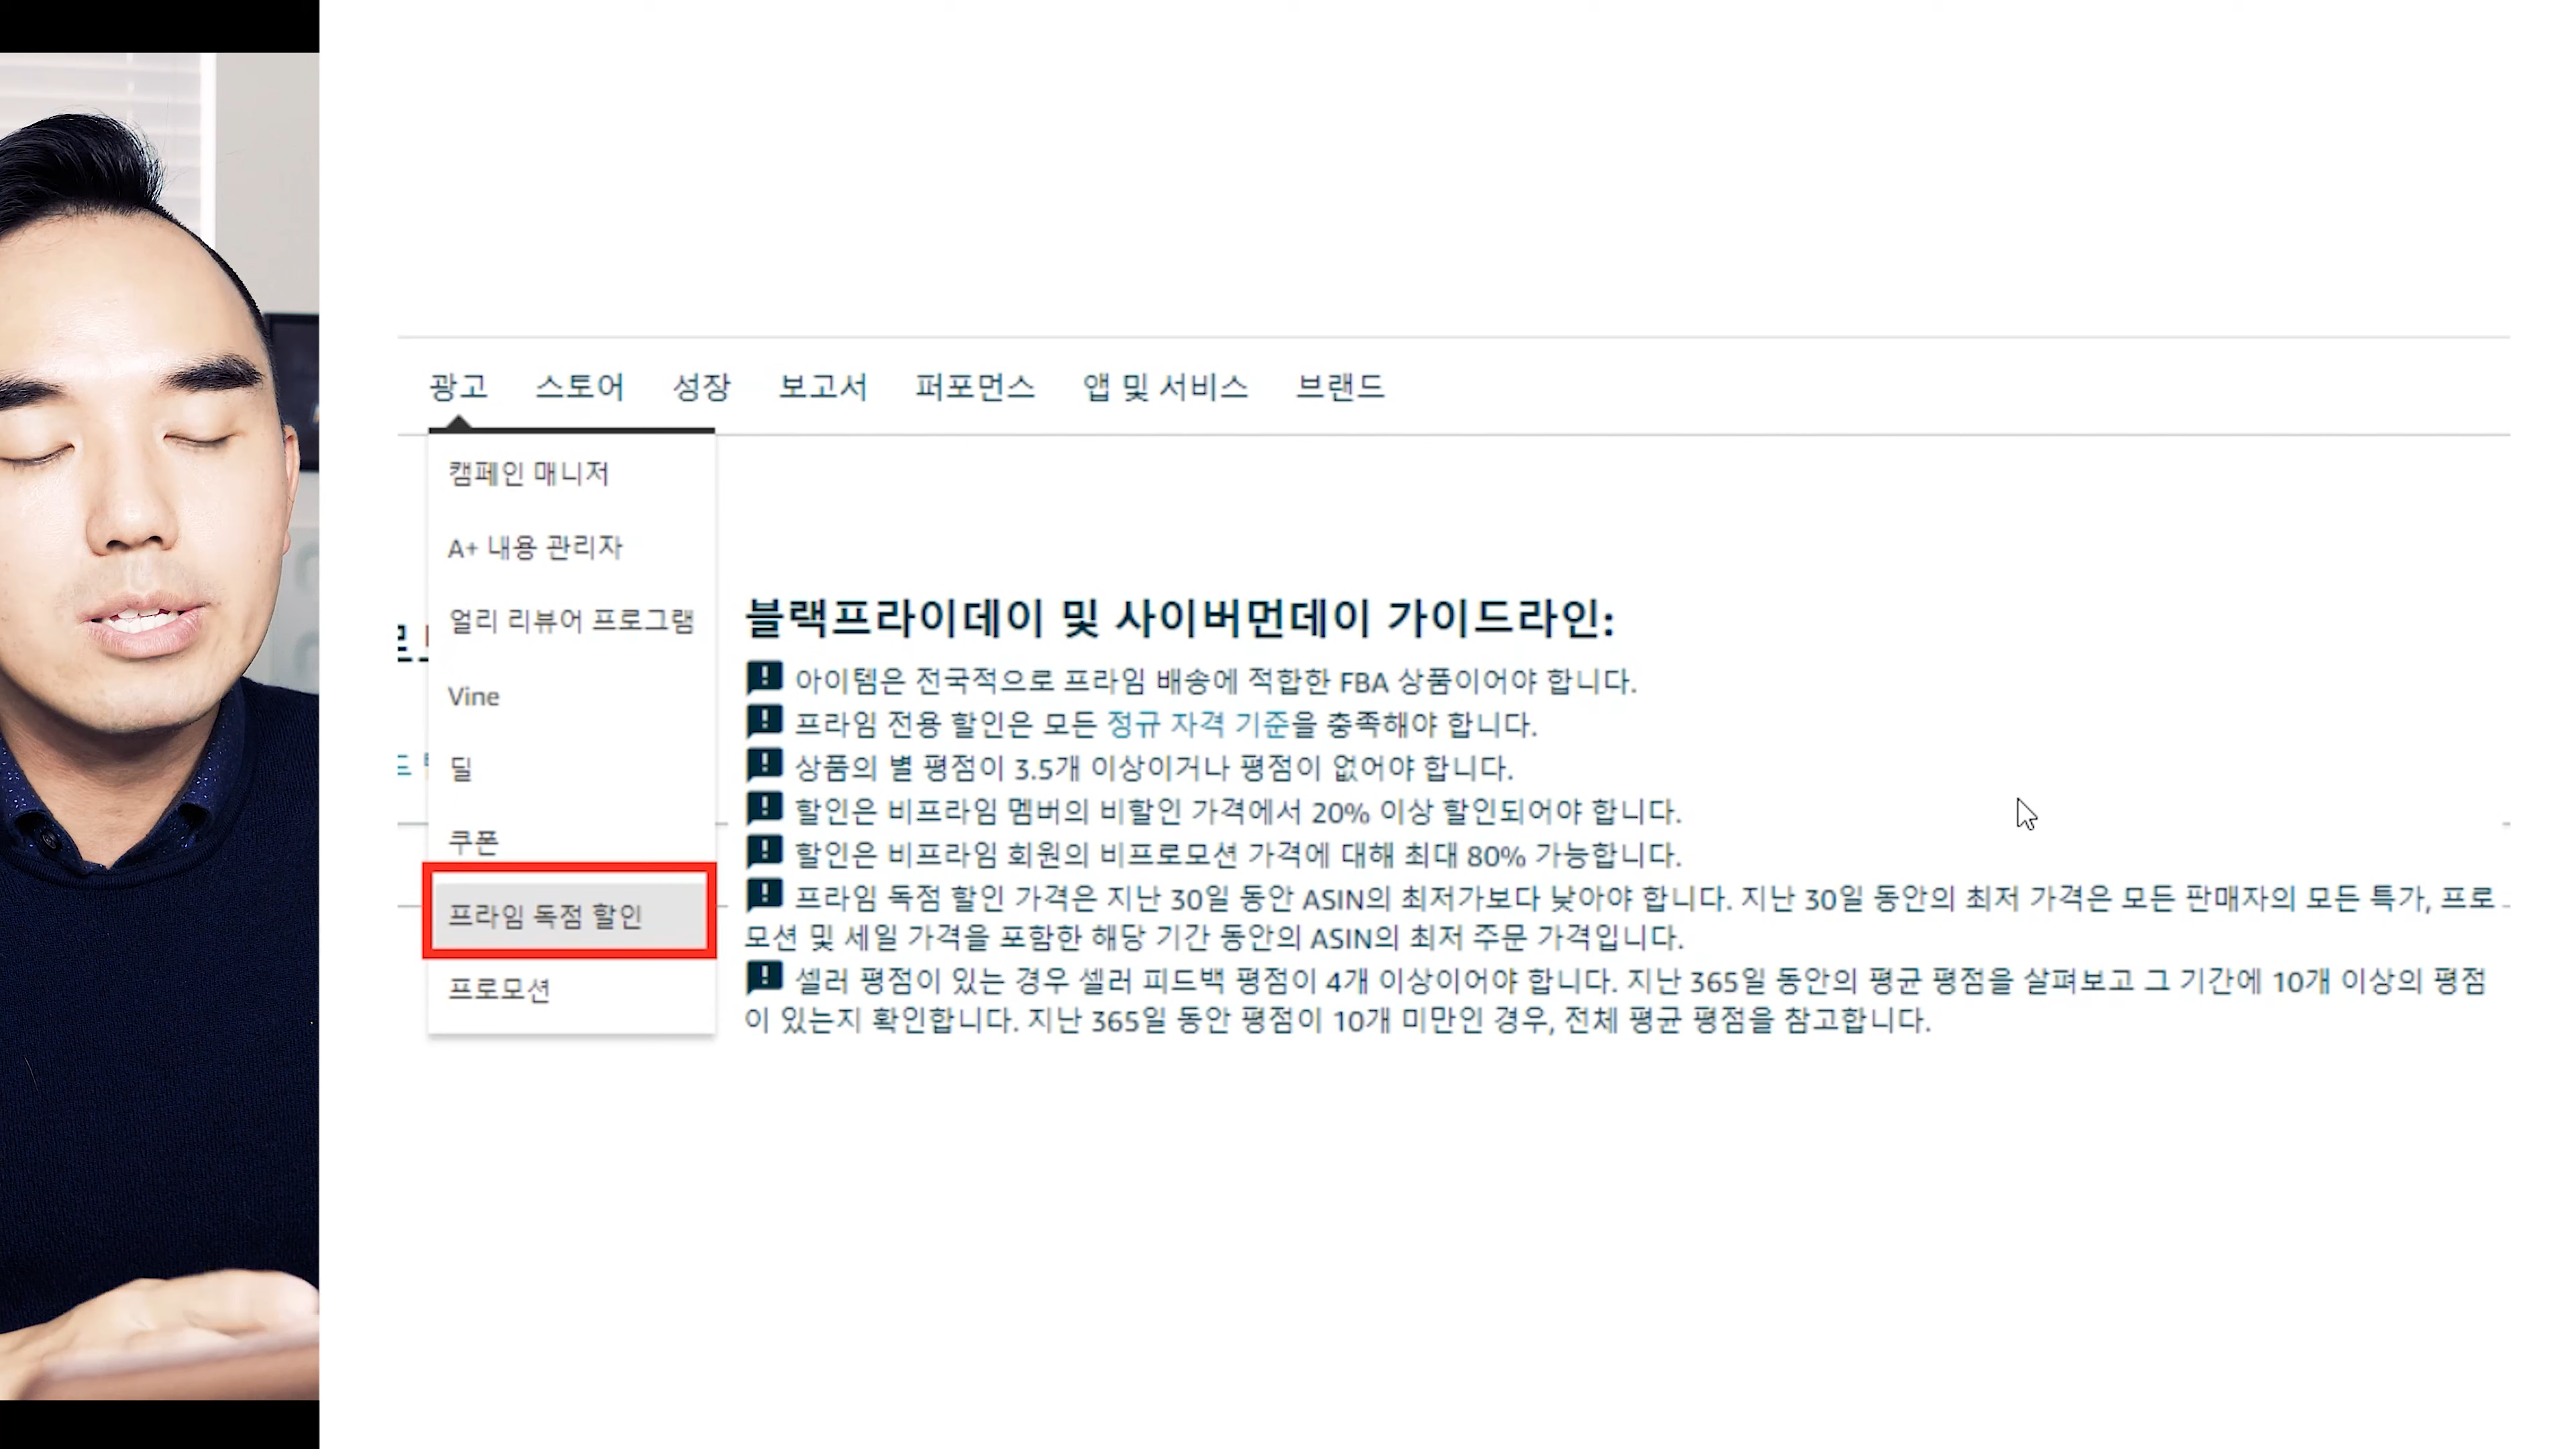 광고 스토어 성장 보고서 퍼포먼스 앱 및 서비스 브랜드
캠페인 매니저
A+ 내용 관리자
얼리 리뷰어 프로그램
Vine
딜
쿠폰
프라임 독점 할인
프로모션
블랙프라이데이 및 사이버먼데이 가이드라인:
아이템은 전국적으로 프라임 배송에 적합한 FBA 상품이어야 합니다.
프라임 전용 할인은 모든 정규 자격 기준을 충족해야 합니다.
상품의 별 평점이 3.5개 이상이거나 평점이 없어야 합니다.
할인은 비프라임 멤버의 비할인 가격에서 20% 이상 할인되어야 합니다.
할인은 비프라임 회원의 비프로모션 가격에 대해 최대 80% 가능합니다.
프라임 독점 할인 가격은 지난 30일 동안 ASIN의 최저가보다 낮아야 합니다. 지난 30일 동안의 최저 가격은 모든 판매자의 모든 특가, 프로
모션 및 세일 가격을 포함한 해당 기간 동안의 ASIN의 최저 주문 가격입니다.
셀러 평점이 있는 경우 셀러 피드백 평점이 4개 이상이어야 합니다. 지난 365일 동안의 평균 평점을 살펴보고 그 기간에 10개 이상의 평점
이 있는지 확인합니다. 지난 365일 동안 평점이 10개 미만인 경우, 전체 평균 평점을 참고합니다.